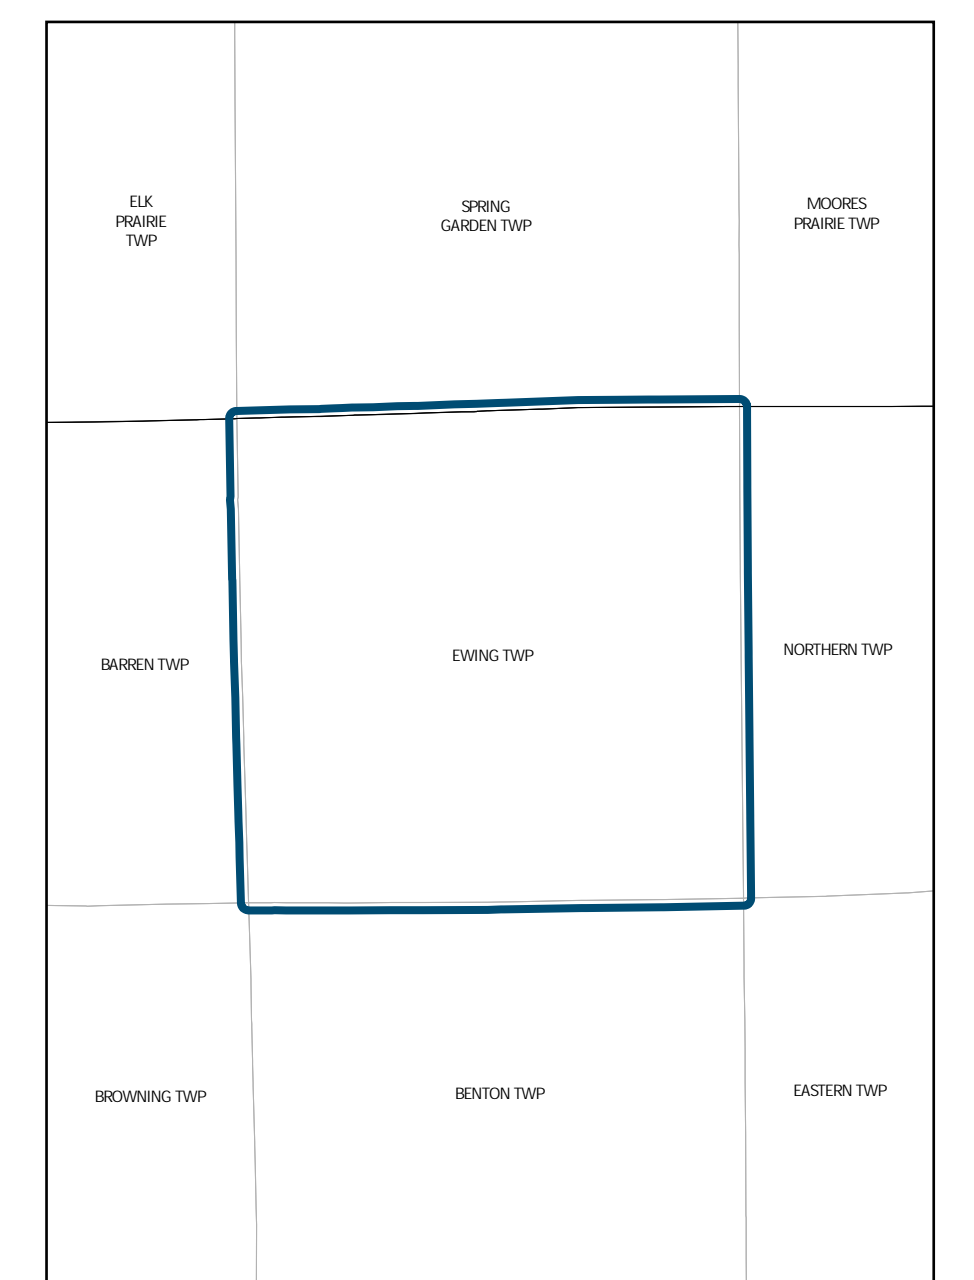 ELK
PRAIRIE
TWP
SPRING
GARDEN TWP
MOORES
PRAIRIE TWP
BARREN TWP
EWING TWP
NORTHERN TWP
BROWNING TWP
BENTON TWP
EASTERN TWP